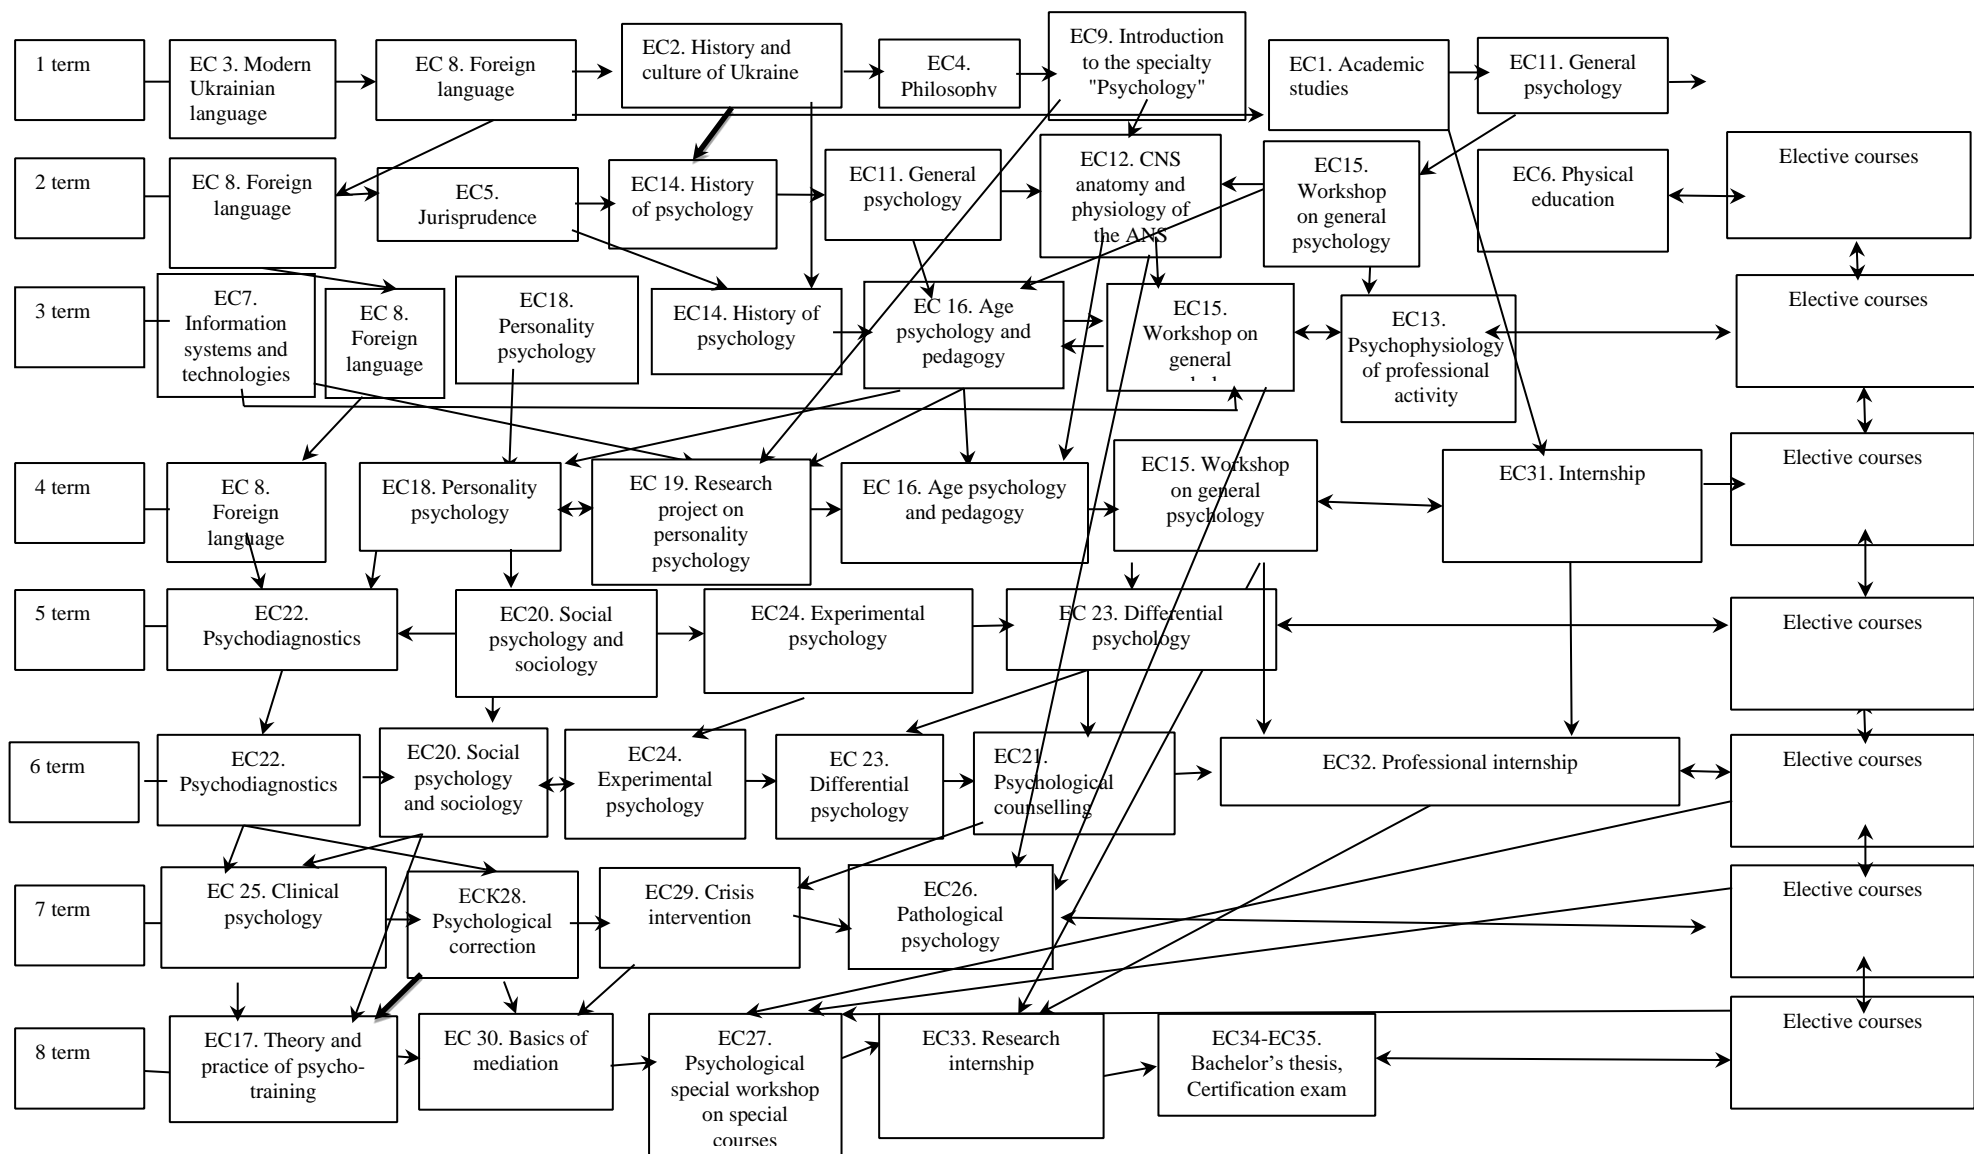 1 term
EC 3. Modern
Ukrainian
language
EC 8. Foreign
language
EC2. History and
culture of Ukraine
EC4.
Philosophy
EC9. Introduction
to the specialty
"Psychology"
EC1. Academic
studies
EC11. General
psychology
2 term
EC 8. Foreign
language
EC5.
Jurisprudence
EC14. History
of psychology
EC11. General
psychology
EC12. CNS
anatomy and
physiology of
the ANS
EC15.
Workshop
on general
psychology
EC6. Physical
education
Elective courses
3 term
EC7.
Information
systems and
technologies
EC 8.
Foreign
language
EC18.
Personality
psychology
EC14. History of
psychology
EC 16. Age
psychology and
pedagogy
EC15.
Workshop on
general
EC13.
Psychophysiology
of professional
activity
Elective courses
4 term
EC 8.
Foreign
language
EC18. Personality
psychology
EC 19. Research
project on
personality
psychology
EC 16. Age psychology
and pedagogy
EC15. Workshop
on general
psychology
EC31. Internship
Elective courses
5 term
EC22.
Psychodiagnostics
EC20. Social
psychology and
sociology
EC24. Experimental
psychology
EC 23. Differential
psychology
Elective courses
6 term
EC22.
Psychodiagnostics
EC20. Social
psychology
and sociology
EC24.
Experimental
psychology
EC 23.
Differential
psychology
EC21.
Psychological
counselling
EC32. Professional internship
Elective courses
7 term
EC 25. Clinical
psychology
ECK28.
Psychological
correction
EC29. Crisis
intervention
EC26.
Pathological
psychology
Elective courses
8 term
EC17. Theory and
practice of psycho-
training
EC 30. Basics of
mediation
EC27.
Psychological
special workshop
on special
courses
EC33. Research
internship
EC34-EC35.
Bachelor’s thesis,
Certification exam
Elective courses